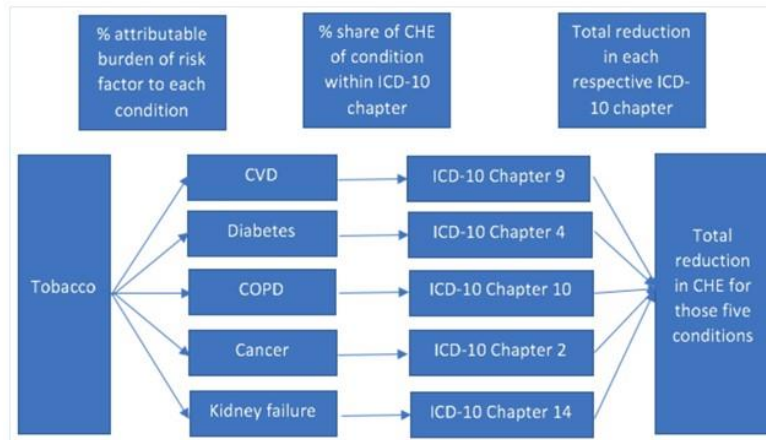 % attributable
burden of risk
factor to each
condition
% share of CHE
of condition
within ICD-10
chapter
Total reduction
in each
respective ICD-
10 chapter
Tobacco
CVD
Diabetes
COPD
Cancer
Kidney failure
ICD-10 Chapter 9
ICD-10 Chapter 4
ICD-10 Chapter 10
ICD-10 Chapter 2
ICD-10 Chapter 14
Total
reduction
in CHE for
those five
conditions